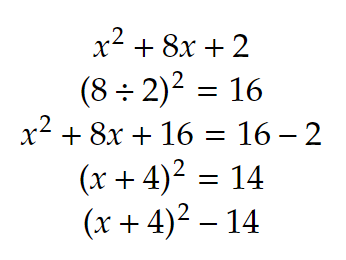 x² + 8x + 2
(8 ÷ 2)² = 16
x² + 8x + 16 = 16 – 2
(x + 4)² = 14
(x + 4)² – 14